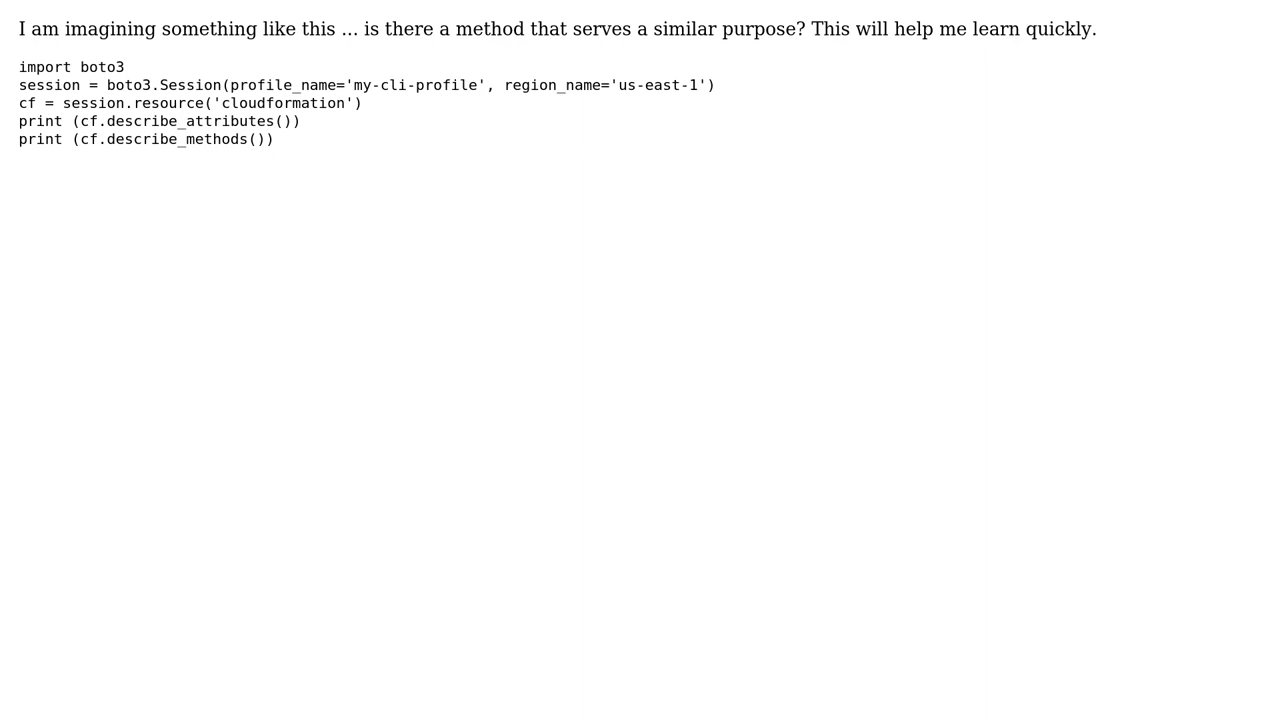 I am imagining something like this ... is there a method that serves a similar purpose? This will help me learn quickly.
import boto3
session = boto3.Session(profile_name='my-cli-profile', region_name='us-east-1')
cf = session.resource('cloudformation')
print (cf.describe_attributes())
print (cf.describe_methods())